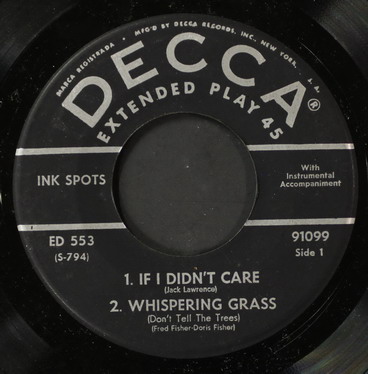 MARCA REGISTRADA • MFG'D BY DECCA RECORDS, INC., NEW YORK, U. S. A.
DECCA®
EXTENDED PLAY 45
INK SPOTS
With
Instrumental
Accompaniment
ED 553
(S-794)
91099
Side 1
1. IF I DIDN'T CARE
(Jack Lawrence)
2. WHISPERING GRASS
(Don't Tell The Trees)
(Fred Fisher-Doris Fisher)